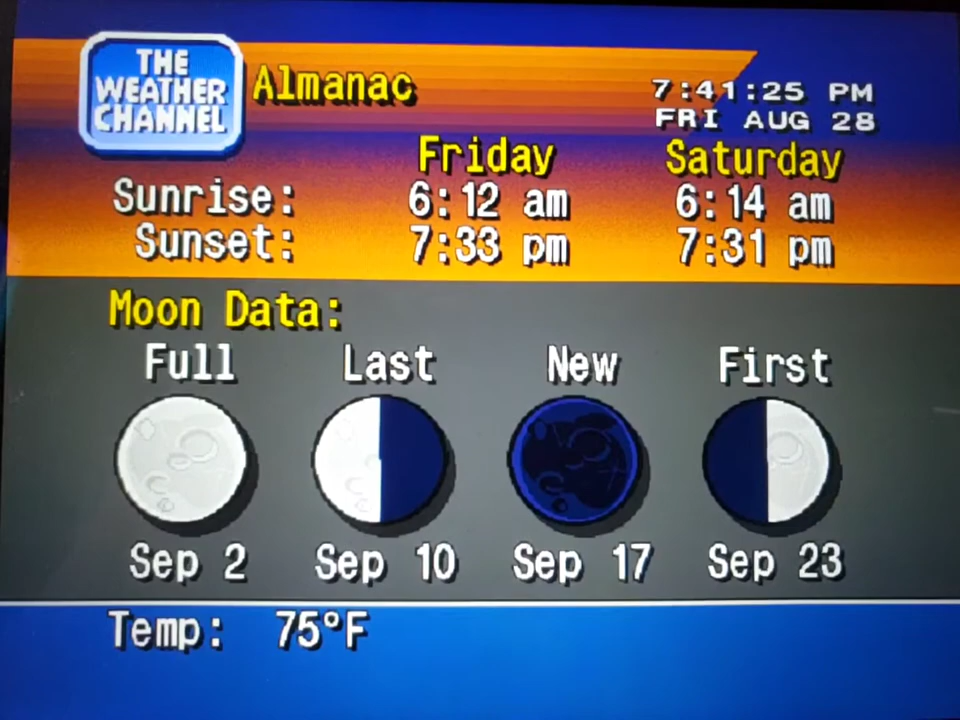 THE
WEATHER
CHANNEL
Almanac
7:41:25 PM
FRI AUG 28
Friday Saturday
Sunrise: 6:12 am 6:14 am
Sunset: 7:33 pm 7:31 pm
Moon Data:
Full Last New First
Sep 2 Sep 10 Sep 17 Sep 23
Temp: 75°F